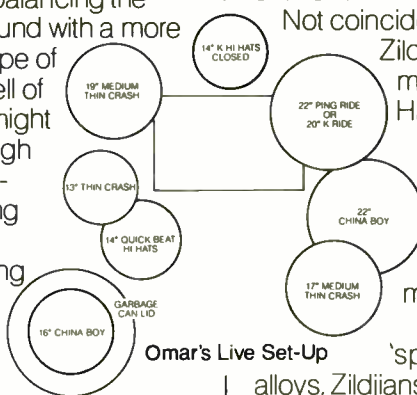 balancing the
und with a more
pe of
ell of
night
gh
-
ng
ng
Not coincid
Zild
m
Ha
14" K HI HATS
CLOSED
19" MEDIUM
THIN CRASH
22" PING RIDE
OR
20" K RIDE
13" THIN CRASH
14" QUICK BEAT
HI HATS
22"
CHINA BOY
17" MEDIUM
THIN CRASH
GARBAGE
CAN LID
16" CHINA BOY
m
Omar's Live Set-Up
'sp
alloys. Zildjians